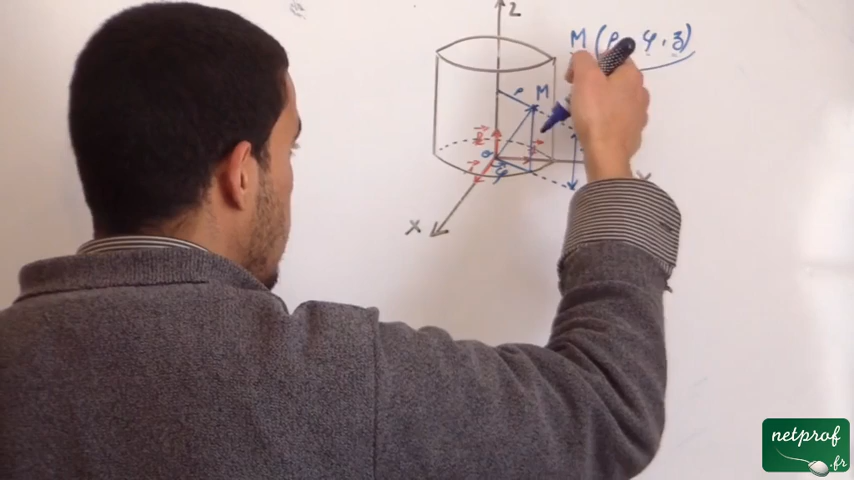 Z
M(ρ, φ, z)
ρ M
k
i j
O
φ
X Y
netprof
.fr